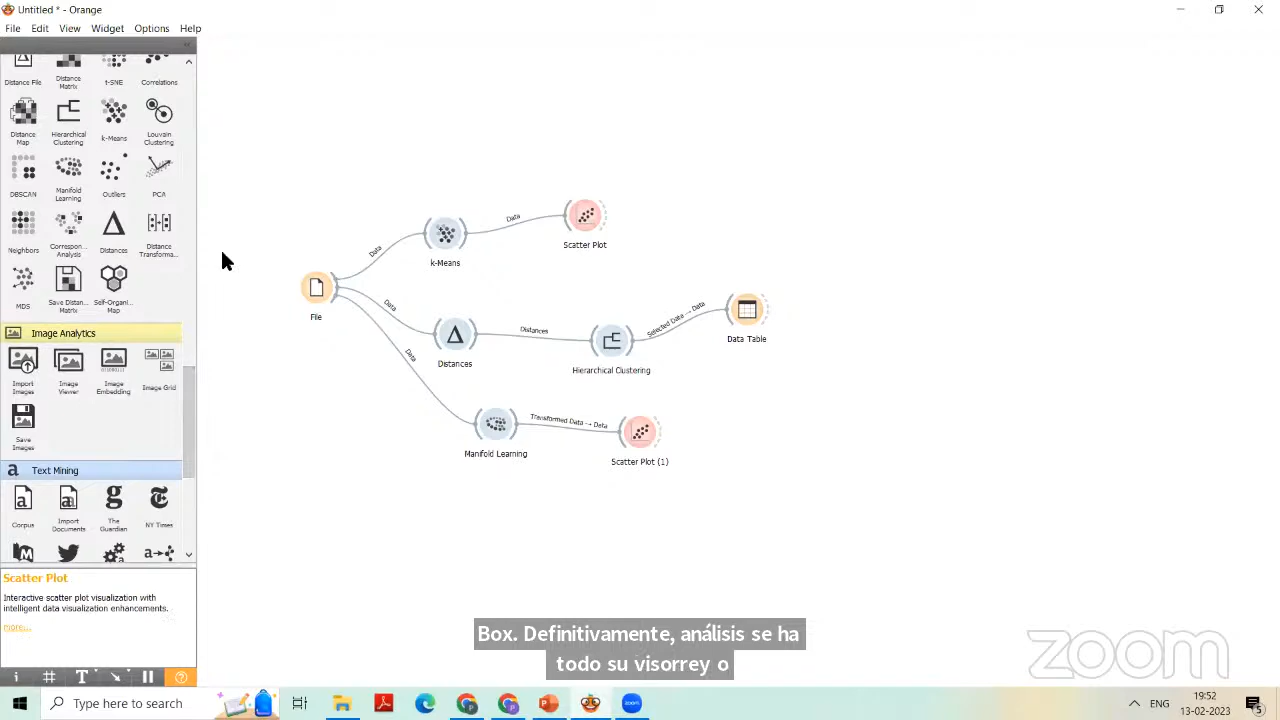 Untitled * - Orange
File Edit View Widget Options Help
Distance File
Distance Matrix
t-SNE
Correlations
Distance Map
Hierarchical Clustering
k-Means
Louvain Clustering
DBSCAN
Manifold Learning
Outliers
PCA
Neighbors
Correspon... Analysis
Distances
Distance Transforma...
MDS
Save Distan... Matrix
Self-Organi... Map
Image Analytics
Import Images
Image Viewer
Image Embedding
Image Grid
Save Images
a Text Mining
Corpus
Import Documents
The Guardian
NY Times
Scatter Plot
Interactive scatter plot visualization with
intelligent data visualization enhancements.
more...
File
Data
k-Means
Data
Scatter Plot
Data
Distances
Distances
Hierarchical Clustering
Selected Data → Data
Data Table
Data
Manifold Learning
Transformed Data → Data
Scatter Plot (1)
Box. Definitivamente, análisis se ha
todo su visorrey o
zoom
Type here to search
zoom
ENG
19:52
13-02-2023
5